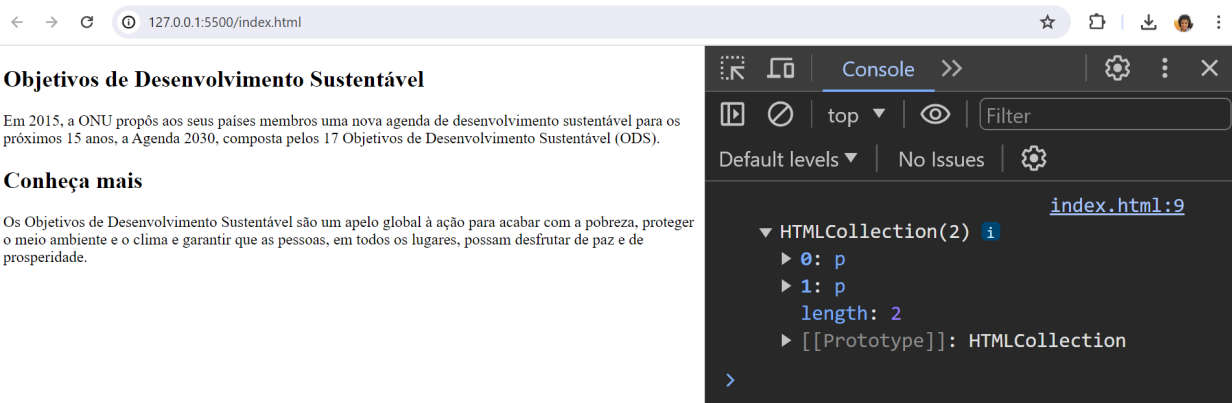 127.0.0.1:5500/index.html
Objetivos de Desenvolvimento Sustentável
Em 2015, a ONU propôs aos seus países membros uma nova agenda de desenvolvimento sustentável para os
próximos 15 anos, a Agenda 2030, composta pelos 17 Objetivos de Desenvolvimento Sustentável (ODS).
Conheça mais
Os Objetivos de Desenvolvimento Sustentável são um apelo global à ação para acabar com a pobreza, proteger
o meio ambiente e o clima e garantir que as pessoas, em todos os lugares, possam desfrutar de paz e de
prosperidade.
Console
top
Filter
Default levels
No Issues
index.html:9
HTMLCollection(2) i
0: p
1: p
length: 2
[[Prototype]]: HTMLCollection